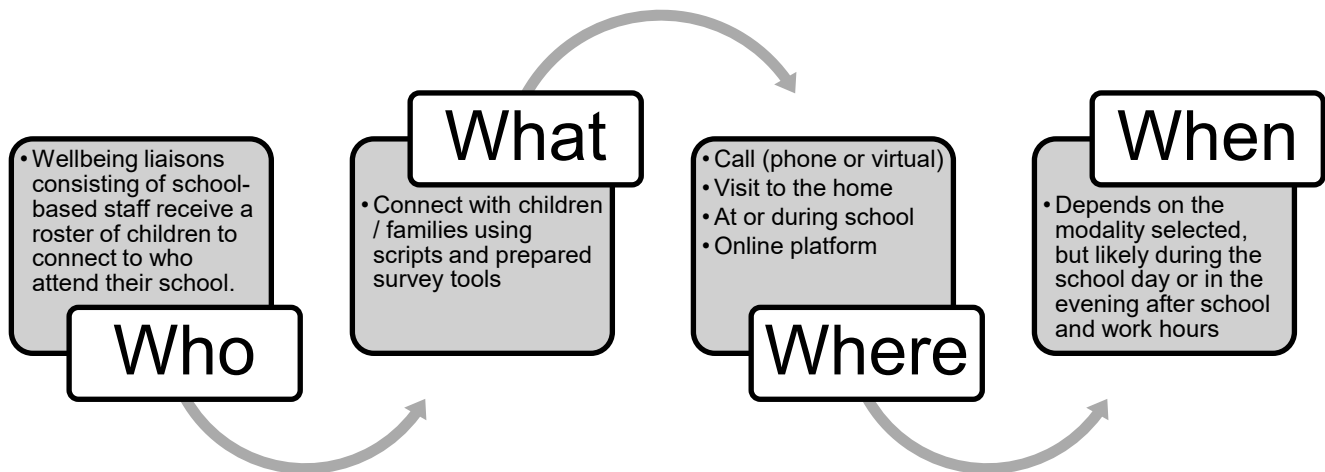 • Wellbeing liaisons
consisting of school-
based staff receive a
roster of children to
connect to who
attend their school.
Who
What
• Connect with children
/ families using
scripts and prepared
survey tools
• Call (phone or virtual)
• Visit to the home
• At or during school
• Online platform
Where
When
• Depends on the
modality selected,
but likely during the
school day or in the
evening after school
and work hours